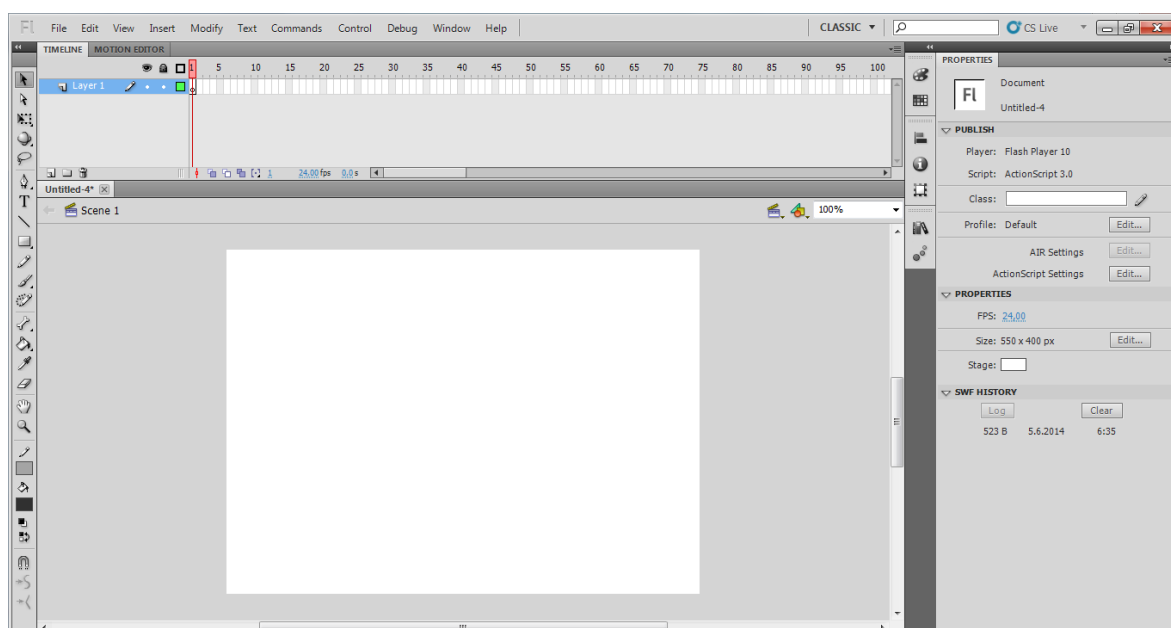 Fl File Edit View Insert Modify Text Commands Control Debug Window Help CLASSIC CS Live
TIMELINE MOTION EDITOR
1 5 10 15 20 25 30 35 40 45 50 55 60 65 70 75 80 85 90 95 100
Layer 1
1 24,00 fps 0,0 s
Untitled-4*
Scene 1 100%
T
PROPERTIES
Fl
Document
Untitled-4
PUBLISH
Player: Flash Player 10
Script: ActionScript 3.0
Class:
Profile: Default Edit...
AIR Settings Edit...
ActionScript Settings Edit...
PROPERTIES
FPS: 24,00
Size: 550 x 400 px Edit...
Stage:
SWF HISTORY
Log Clear
523 B 5.6.2014 6:35